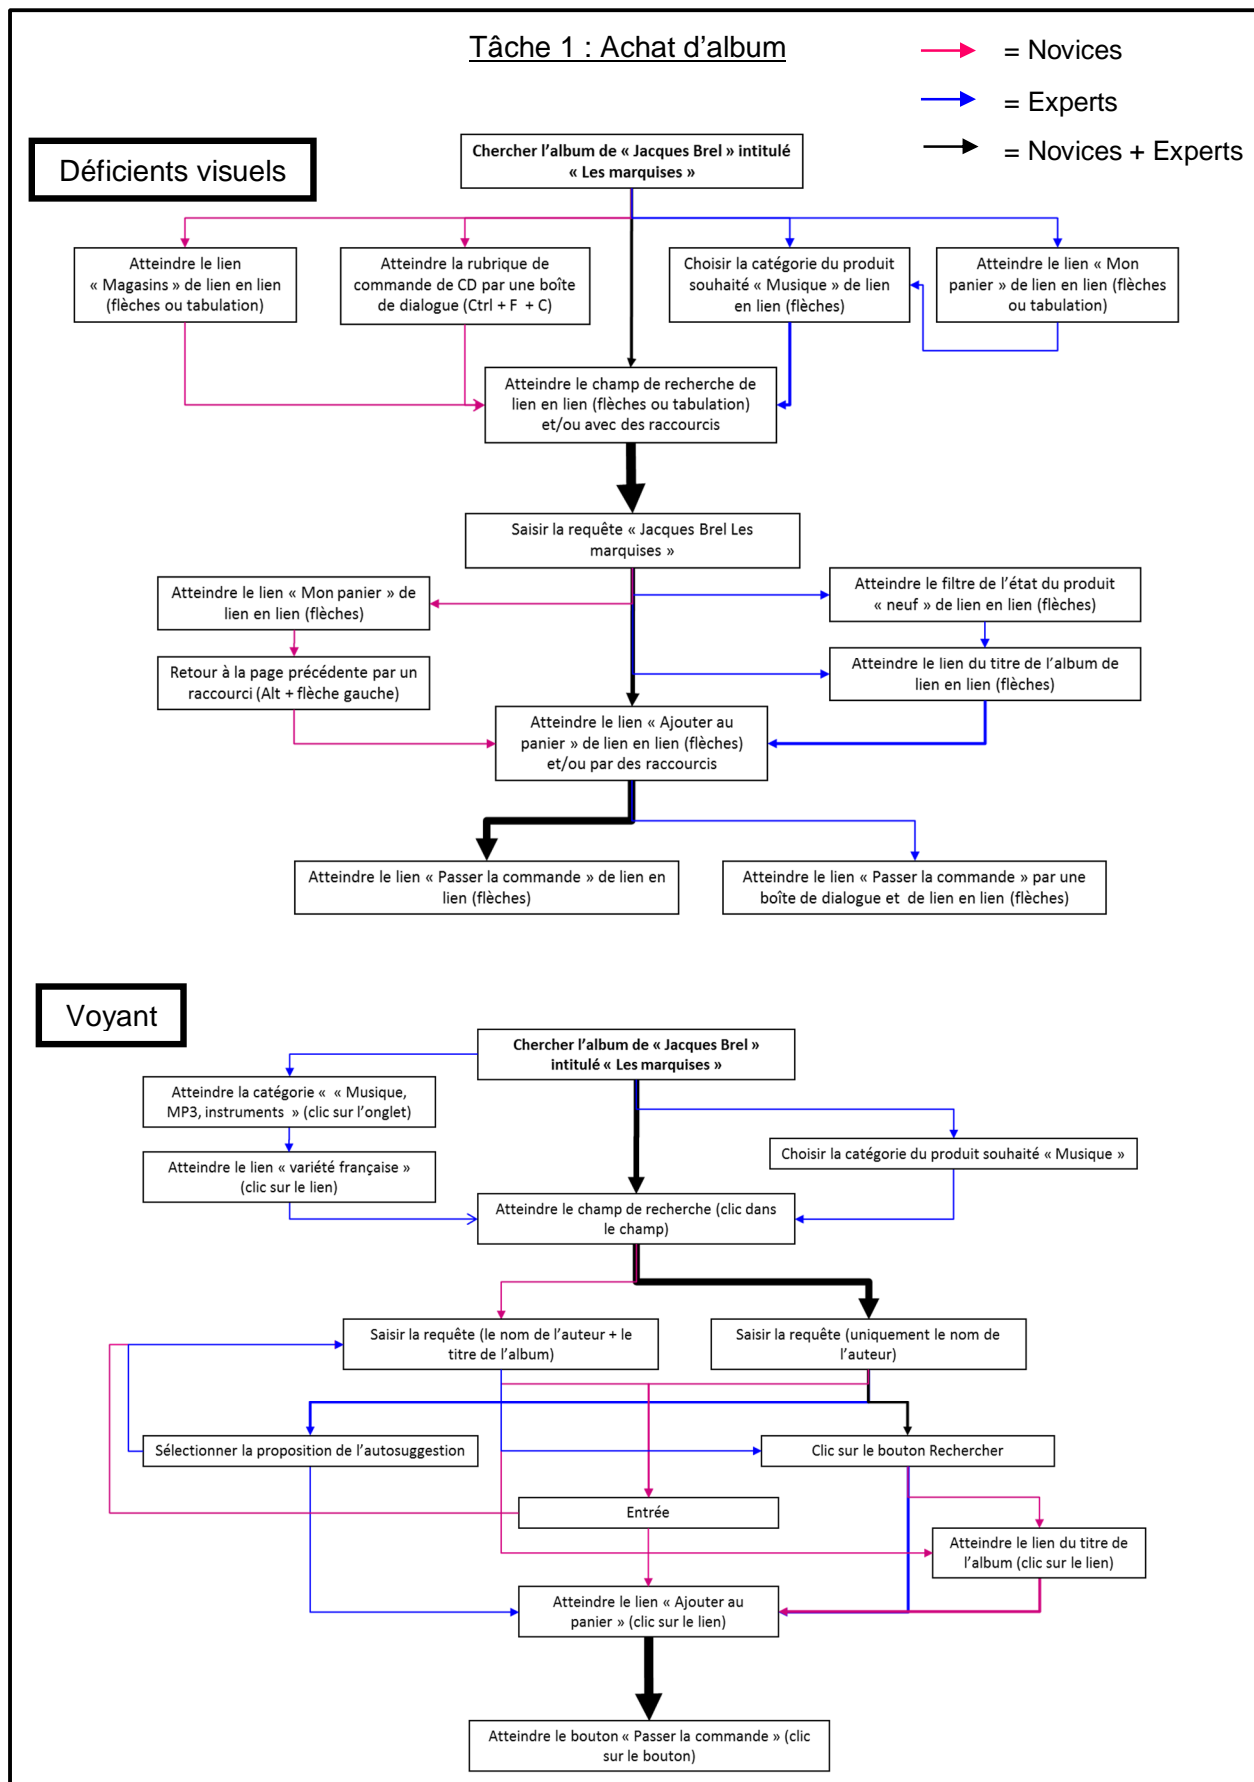 Tâche 1 : Achat d’album
= Novices
= Experts
= Novices + Experts
Déficients visuels
Chercher l’album de « Jacques Brel » intitulé
« Les marquises »
Atteindre le lien
« Magasins » de lien en lien
(flèches ou tabulation)
Atteindre la rubrique de
commande de CD par une boîte
de dialogue (Ctrl + F + C)
Choisir la catégorie du produit
souhaité « Musique » de lien
en lien (flèches)
Atteindre le lien « Mon
panier » de lien en lien (flèches
ou tabulation)
Atteindre le champ de recherche de
lien en lien (flèches ou tabulation)
et/ou avec des raccourcis
Saisir la requête « Jacques Brel Les
marquises »
Atteindre le lien « Mon panier » de
lien en lien (flèches)
Atteindre le filtre de l’état du produit
« neuf » de lien en lien (flèches)
Retour à la page précédente par un
raccourci (Alt + flèche gauche)
Atteindre le lien du titre de l’album de
lien en lien (flèches)
Atteindre le lien « Ajouter au
panier » de lien en lien (flèches)
et/ou par des raccourcis
Atteindre le lien « Passer la commande » de lien en
lien (flèches)
Atteindre le lien « Passer la commande » par une
boîte de dialogue et de lien en lien (flèches)
Voyant
Chercher l’album de « Jacques Brel »
intitulé « Les marquises »
Atteindre la catégorie « « Musique,
MP3, instruments » (clic sur l’onglet)
Atteindre le lien « variété française »
(clic sur le lien)
Choisir la catégorie du produit souhaité « Musique »
Atteindre le champ de recherche (clic dans
le champ)
Saisir la requête (le nom de l’auteur + le
titre de l’album)
Saisir la requête (uniquement le nom de
l’auteur)
Sélectionner la proposition de l’autosuggestion
Clic sur le bouton Rechercher
Entrée
Atteindre le lien du titre de
l’album (clic sur le lien)
Atteindre le lien « Ajouter au
panier » (clic sur le lien)
Atteindre le bouton « Passer la commande » (clic
sur le bouton)